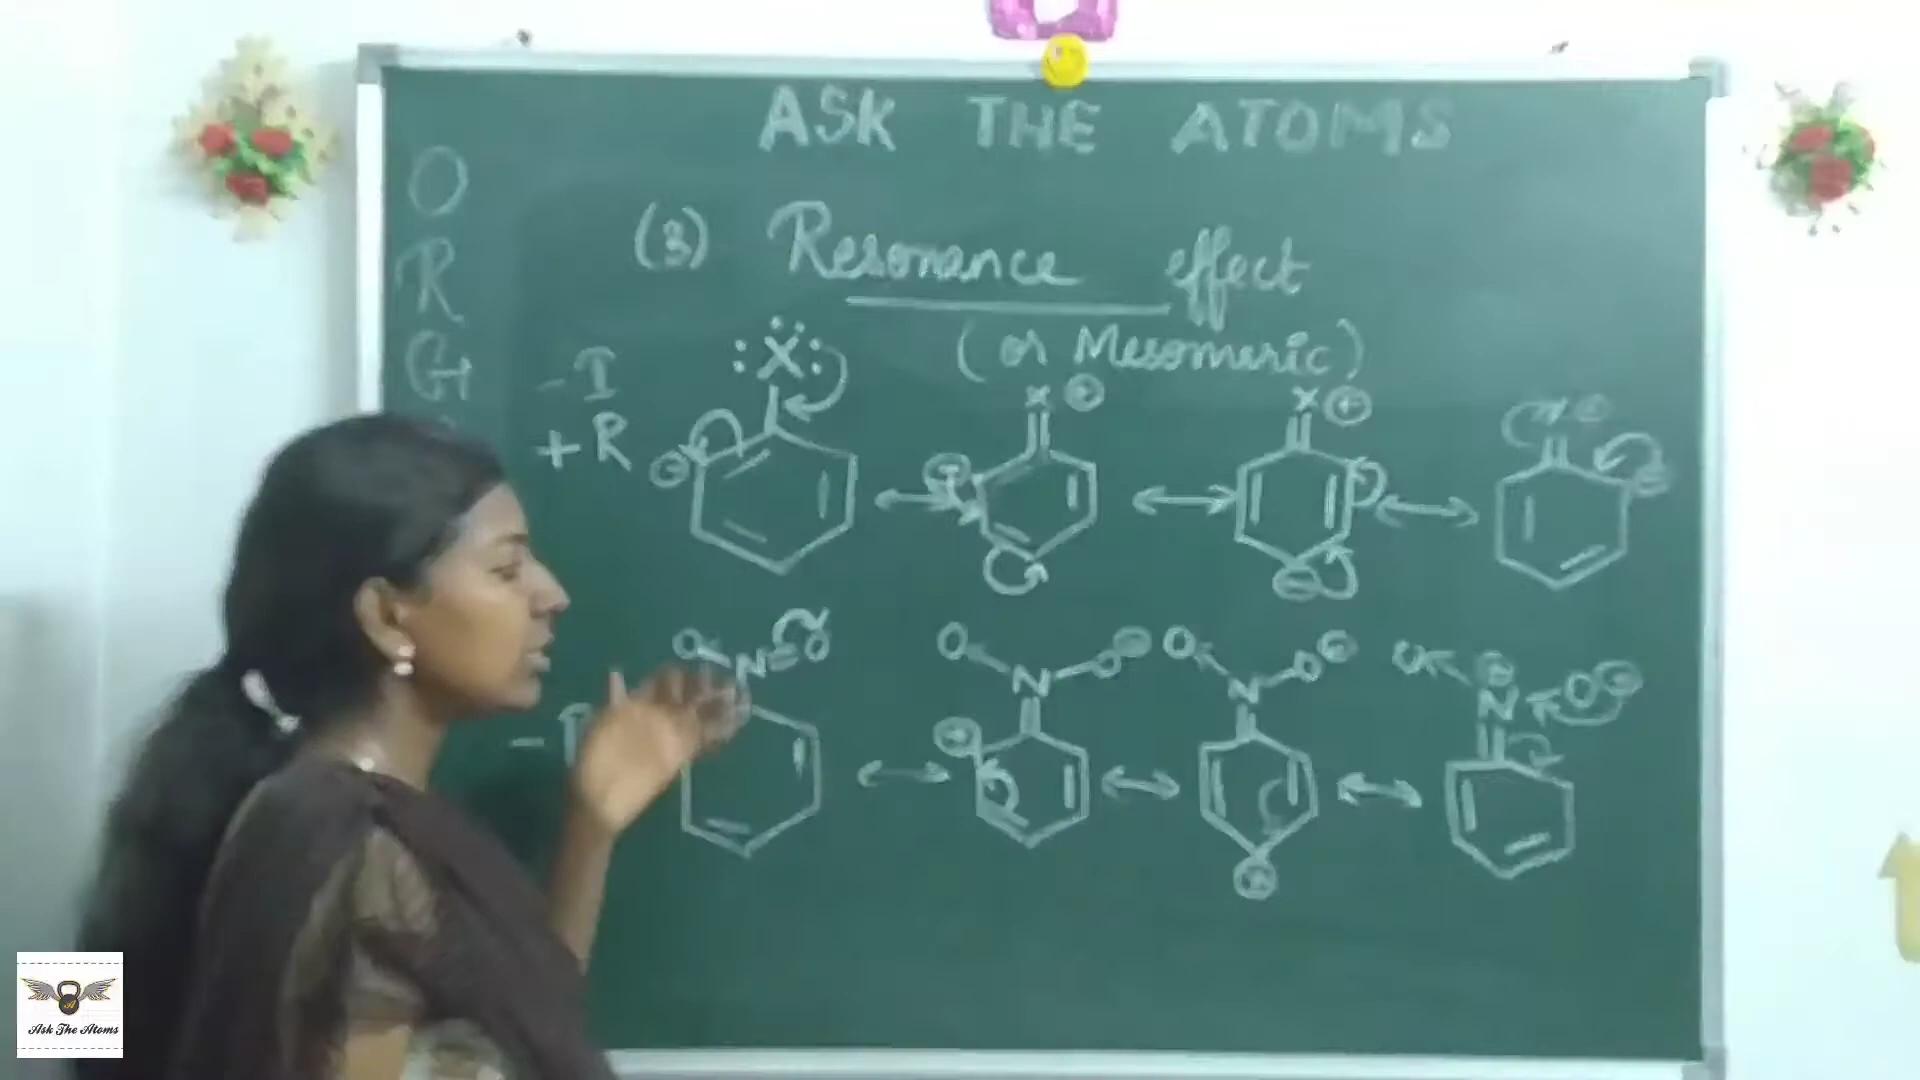 ASK THE ATOMS
O
R
G
(3) Resonance effect
(or Mesomeric)
- I
+ R
:X:
X ⊕
X ⊕
X ⊕
⊖
⊖
O N = O
O N O ⊖
O N O ⊖
O N O ⊖
-
⊕
⊕
Ask The Atoms